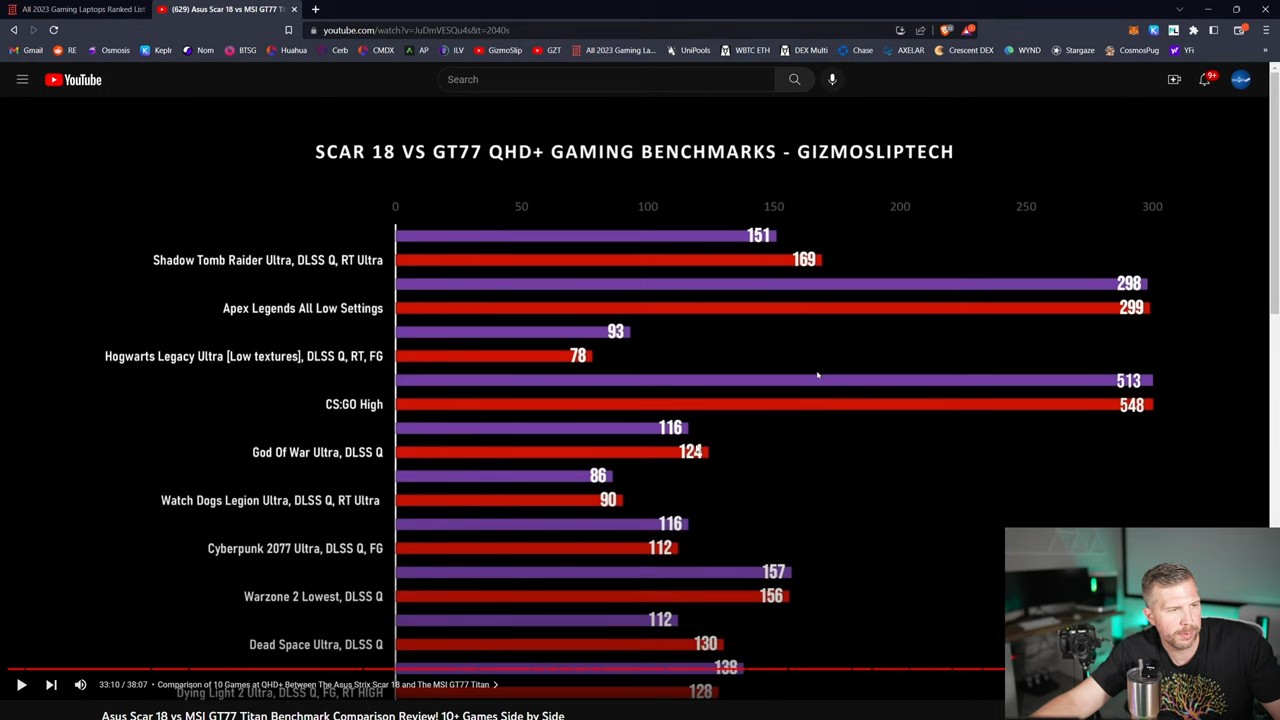 All 2023 Gaming Laptops Ranked List
(629) Asus Scar 18 vs MSI GT77 Ti
youtube.com/watch?v=JuDmVESQu4s&t=2040s
Gmail RE Osmosis Keplr Nom BTSG Huahua Cerb CMDX AP ILV GizmoSlip GZT All 2023 Gaming La... UniPools WBTC ETH DEX Multi Chase AXELAR Crescent DEX WYND Stargaze CosmosPug YFi »
YouTube
Search
9+
SCAR 18 VS GT77 QHD+ GAMING BENCHMARKS - GIZMOSLIPTECH
0 50 100 150 200 250 300
151
Shadow Tomb Raider Ultra, DLSS Q, RT Ultra 169
298
Apex Legends All Low Settings 299
93
Hogwarts Legacy Ultra [Low textures], DLSS Q, RT, FG 78
513
CS:GO High 548
116
God Of War Ultra, DLSS Q 124
86
Watch Dogs Legion Ultra, DLSS Q, RT Ultra 90
116
Cyberpunk 2077 Ultra, DLSS Q, FG 112
157
Warzone 2 Lowest, DLSS Q 156
112
Dead Space Ultra, DLSS Q 130
138
33:10 / 38:07 • Comparison of 10 Games at QHD+ Between The Asus Strix Scar 18 and The MSI GT77 Titan >
Dying Light 2 Ultra, DLSS Q, FG, RT HIGH 128
Asus Scar 18 vs MSI GT77 Titan Benchmark Comparison Review! 10+ Games Side by Side